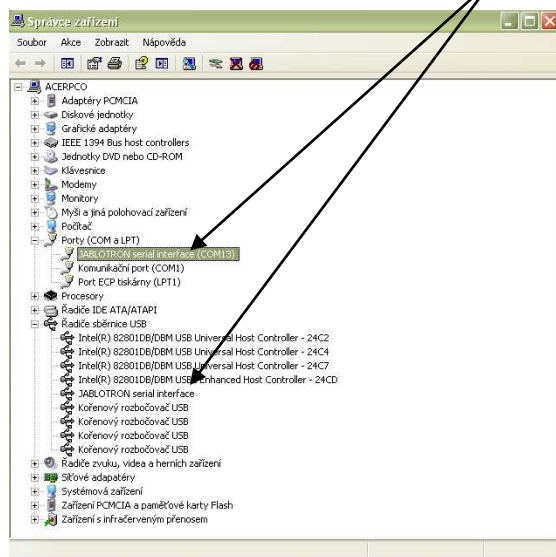 Správce zařízení
Soubor Akce Zobrazit Nápověda
ACERPCO
Adaptéry PCMCIA
Diskové jednotky
Grafické adaptéry
IEEE 1394 Bus host controllers
Jednotky DVD nebo CD-ROM
Klávesnice
Modemy
Monitory
Myši a jiná polohovací zařízení
Počítač
Porty (COM a LPT)
JABLOTRON serial interface (COM13)
Komunikační port (COM1)
Port ECP tiskárny (LPT1)
Procesory
Řadiče IDE ATA/ATAPI
Řadiče sběrnice USB
Intel(R) 82801DB/DBM USB Universal Host Controller - 24C2
Intel(R) 82801DB/DBM USB Universal Host Controller - 24C4
Intel(R) 82801DB/DBM USB Universal Host Controller - 24C7
Intel(R) 82801DB/DBM USB Enhanced Host Controller - 24CD
JABLOTRON serial interface
Kořenový rozbočovač USB
Kořenový rozbočovač USB
Kořenový rozbočovač USB
Kořenový rozbočovač USB
Řadiče zvuku, videa a herních zařízení
Síťové adapatéry
Systémová zařízení
Zařízení PCMCIA a paměťové karty Flash
Zařízení s infračerveným přenosem